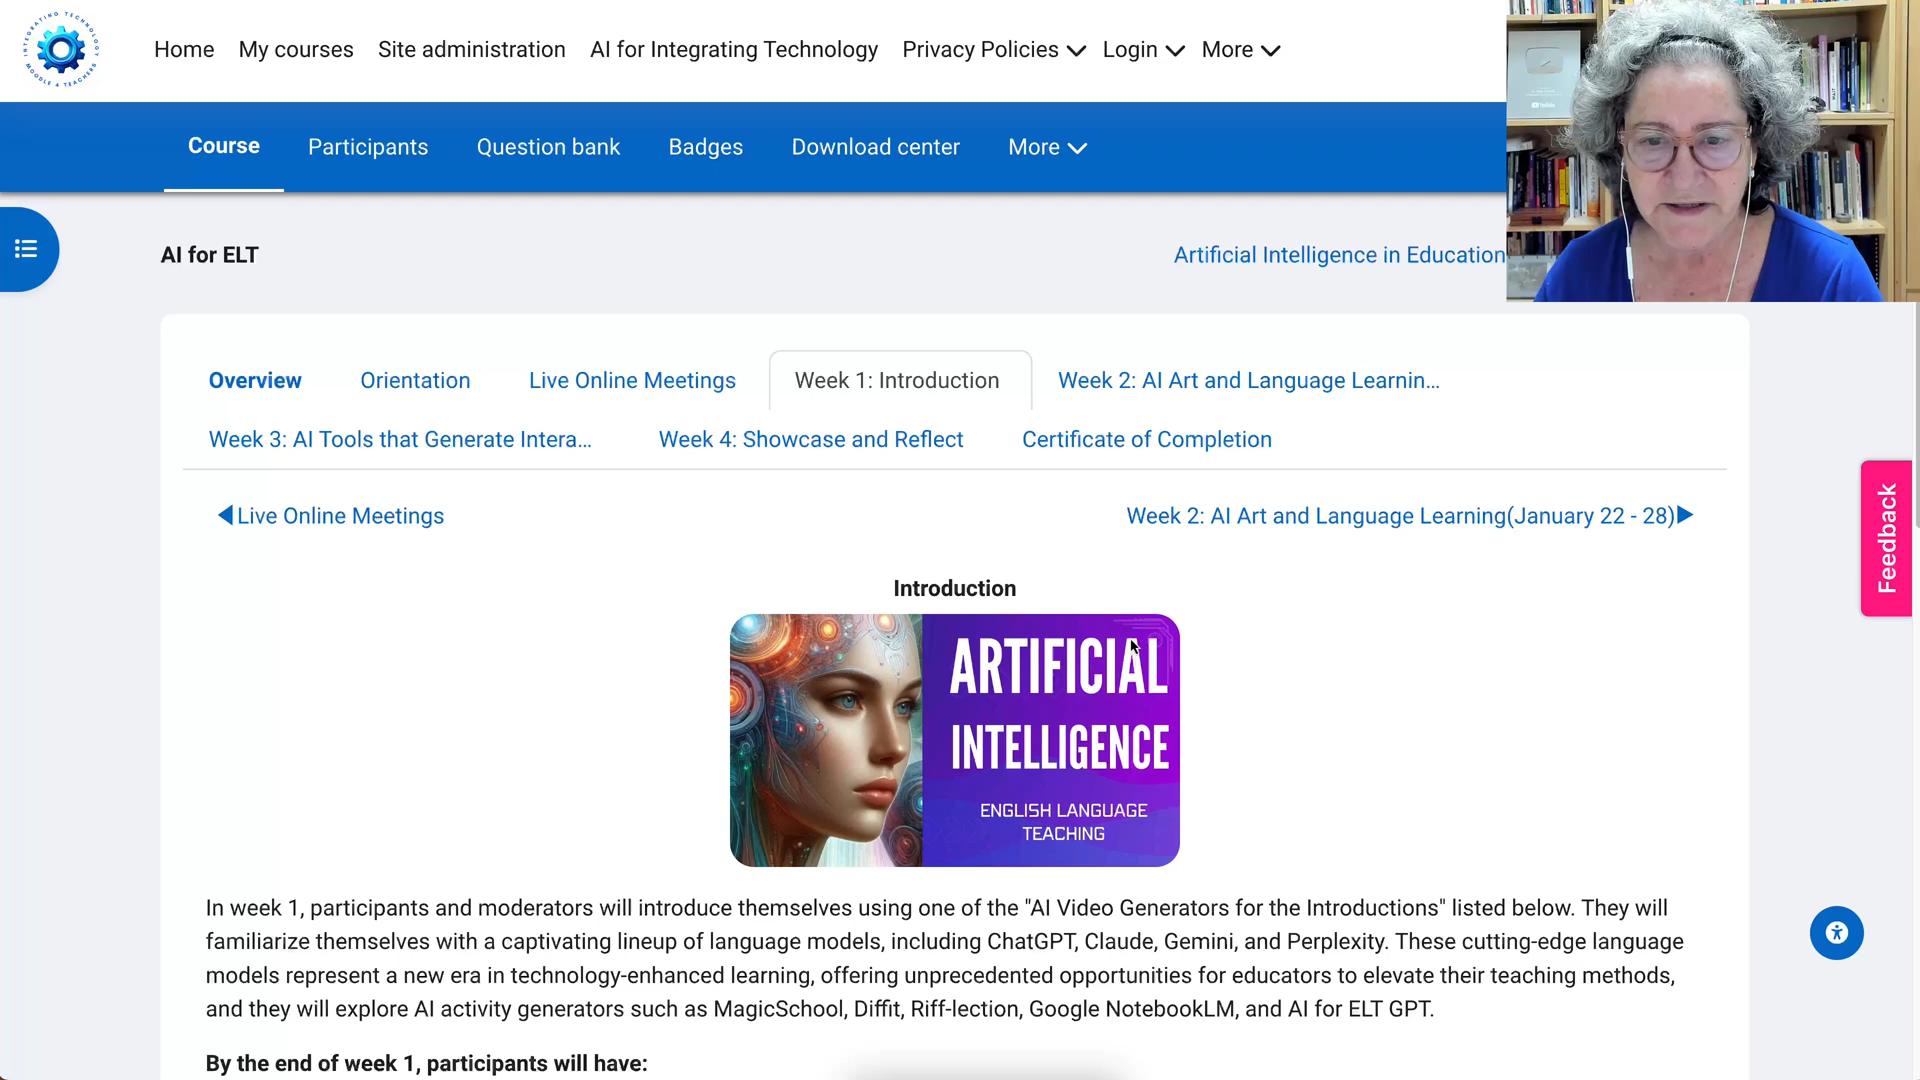 INTEGRATING TECHNOLOGY
MOODLE 4 TEACHERS
Home My courses Site administration AI for Integrating Technology Privacy Policies Login More
Course Participants Question bank Badges Download center More
AI for ELT
Artificial Intelligence in Education
Overview Orientation Live Online Meetings Week 1: Introduction Week 2: AI Art and Language Learnin...
Week 3: AI Tools that Generate Intera... Week 4: Showcase and Reflect Certificate of Completion
Live Online Meetings
Week 2: AI Art and Language Learning(January 22 - 28)
Feedback
Introduction
ARTIFICIAL
INTELLIGENCE
ENGLISH LANGUAGE
TEACHING
In week 1, participants and moderators will introduce themselves using one of the "AI Video Generators for the Introductions" listed below. They will
familiarize themselves with a captivating lineup of language models, including ChatGPT, Claude, Gemini, and Perplexity. These cutting-edge language
models represent a new era in technology-enhanced learning, offering unprecedented opportunities for educators to elevate their teaching methods,
and they will explore AI activity generators such as MagicSchool, Diffit, Riff-lection, Google NotebookLM, and AI for ELT GPT.
By the end of week 1, participants will have: